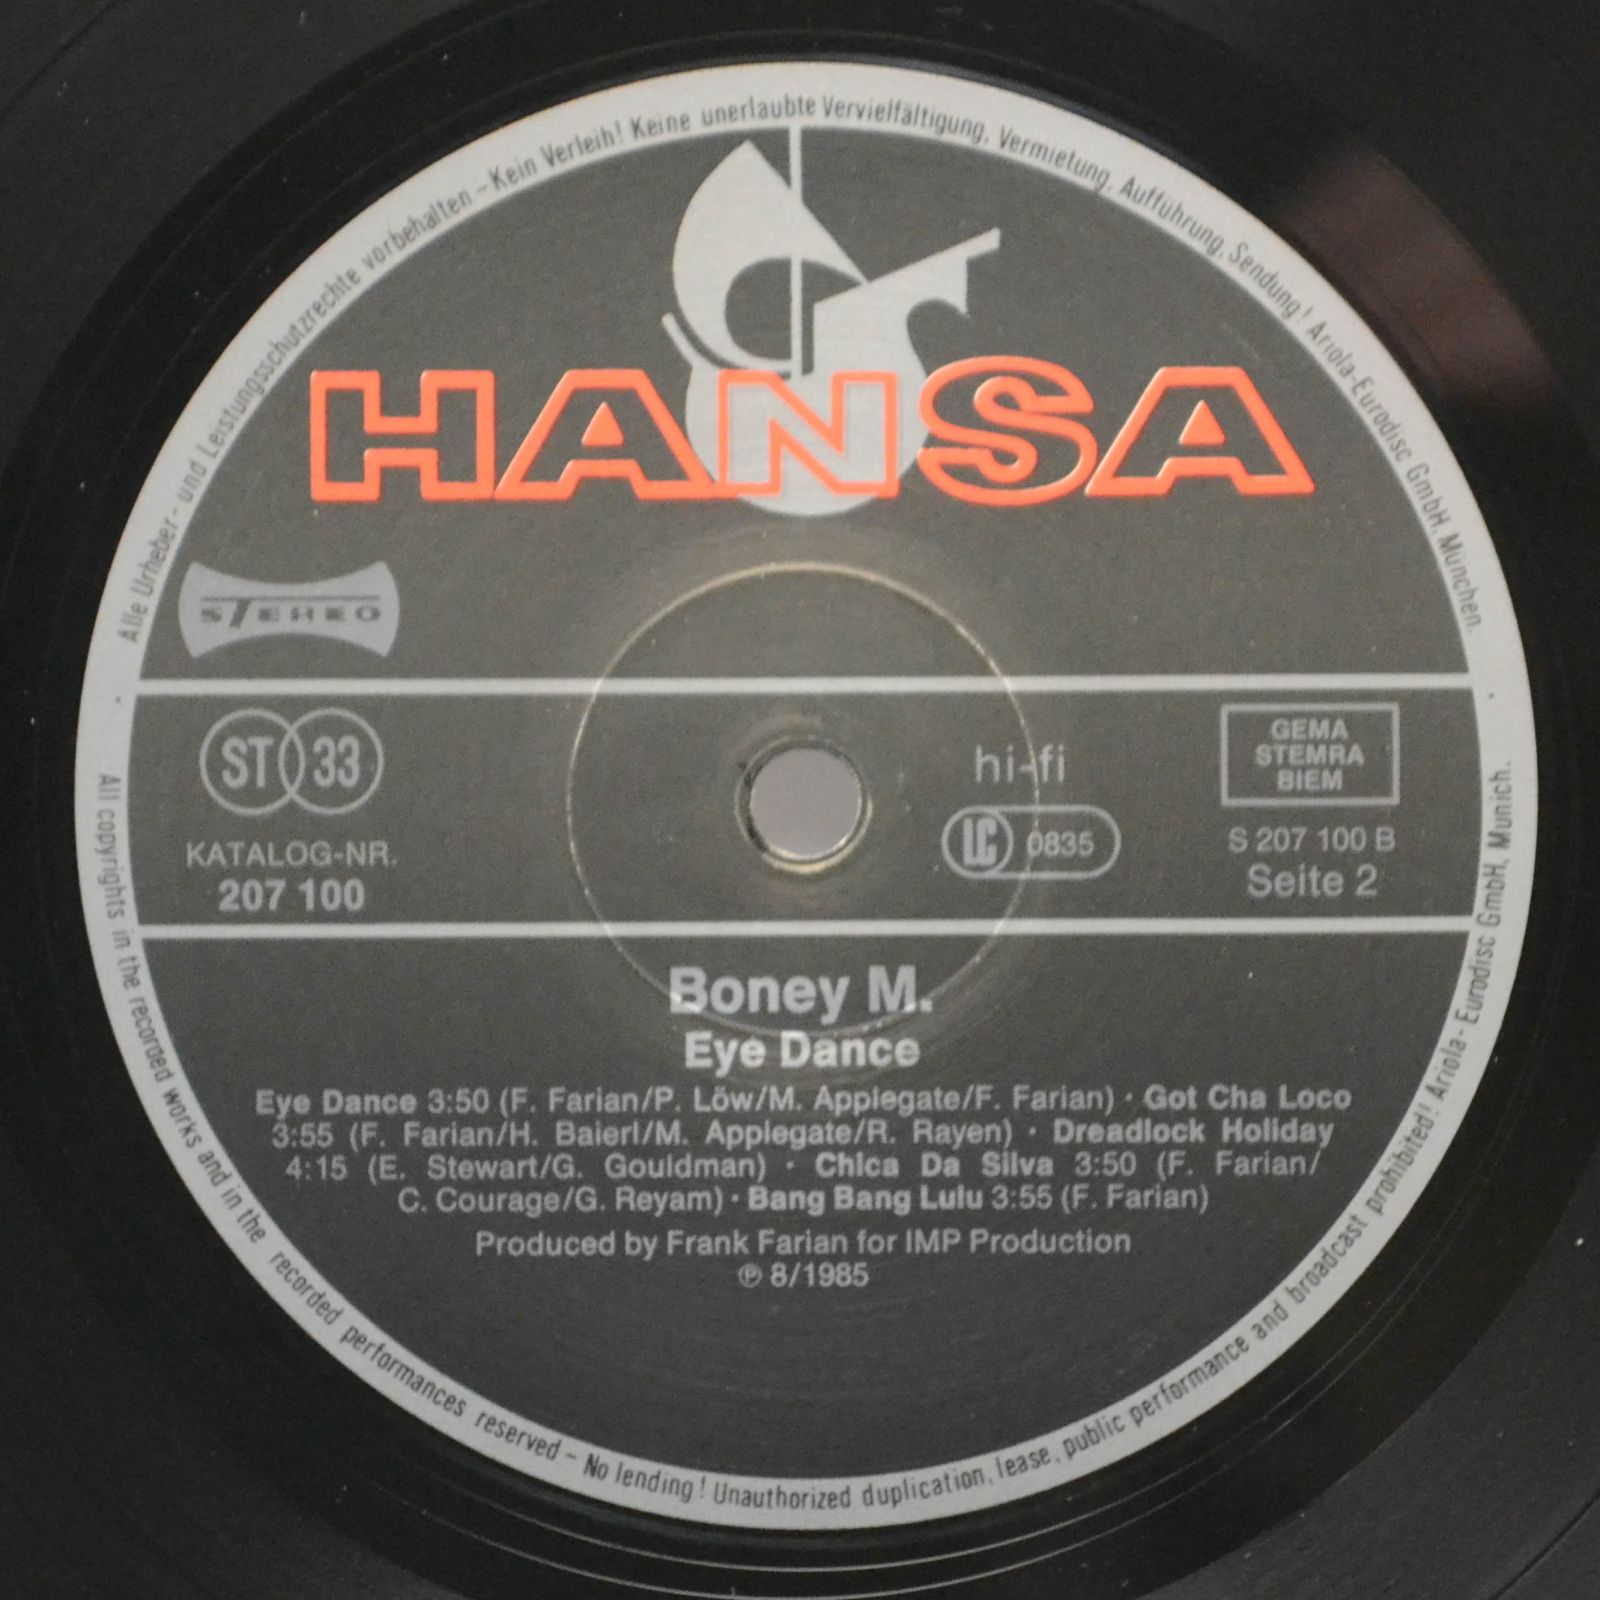 Alle Urheber- und Leistungsschutzrechte vorbehalten – Kein Verleih! Keine unerlaubte Vervielfältigung, Vermietung, Aufführung, Sendung! Ariola-Eurodisc GmbH, München.
HANSA
STEREO
ST 33
KATALOG-NR.
207 100
hi-fi
LC 0835
GEMA
STEMRA
BIEM
S 207 100 B
Seite 2
Boney M.
Eye Dance
Eye Dance 3:50 (F. Farian/P. Löw/M. Applegate/F. Farian) · Got Cha Loco
3:55 (F. Farian/H. Baierl/M. Applegate/R. Rayen) · Dreadlock Holiday
4:15 (E. Stewart/G. Gouldman) · Chica Da Silva 3:50 (F. Farian/
C. Courage/G. Reyam) · Bang Bang Lulu 3:55 (F. Farian)
Produced by Frank Farian for IMP Production
℗ 8/1985
All copyrights in the recorded works and in the recorded performances reserved – No lending! Unauthorized duplication, lease, public performance and broadcast prohibited! Ariola-Eurodisc GmbH, Munich.